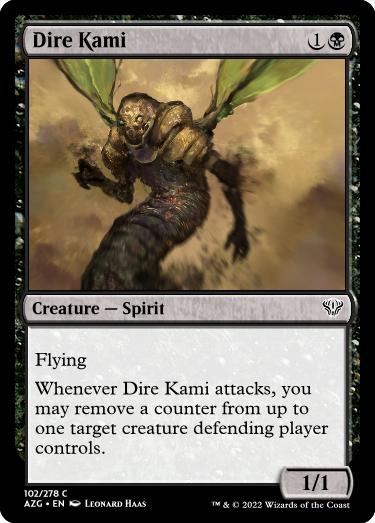 Dire Kami 1
Creature — Spirit
Flying
Whenever Dire Kami attacks, you
may remove a counter from up to
one target creature defending player
controls.
1/1
102/278 C
AZG • EN Leonard Haas
™ & © 2022 Wizards of the Coast